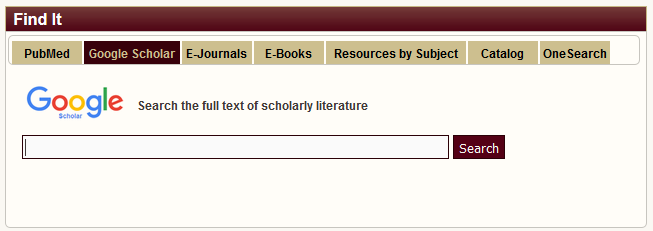 Find It
PubMed Google Scholar E-Journals E-Books Resources by Subject Catalog OneSearch
Google
Scholar
Search the full text of scholarly literature
Search